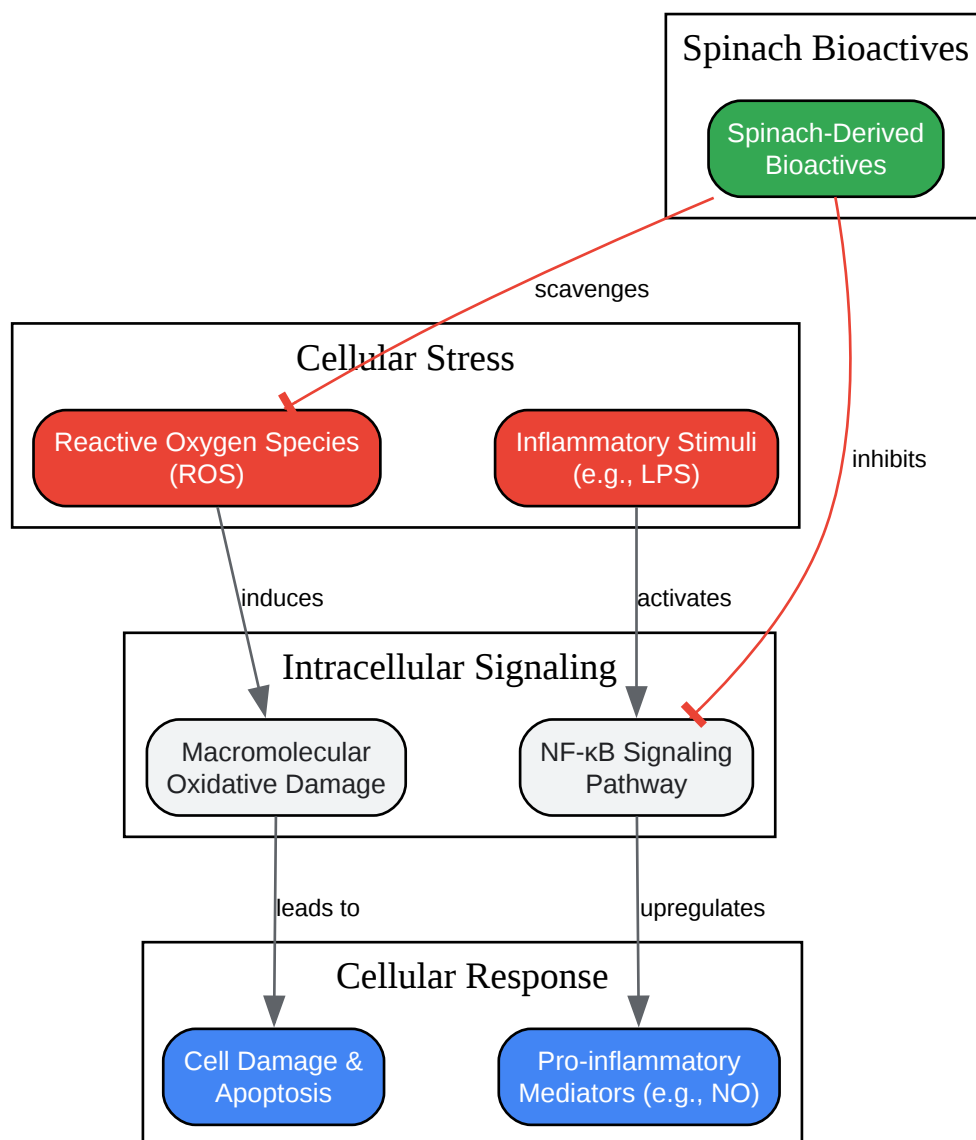 Spinach Bioactives
Spinach-Derived
Bioactives
scavenges
Cellular Stress
Reactive Oxygen Species
(ROS)
Inflammatory Stimuli
(e.g., LPS)
inhibits
induces
activates
Intracellular Signaling
Macromolecular
Oxidative Damage
NF-κB Signaling
Pathway
leads to
upregulates
Cellular Response
Cell Damage &
Apoptosis
Pro-inflammatory
Mediators (e.g., NO)